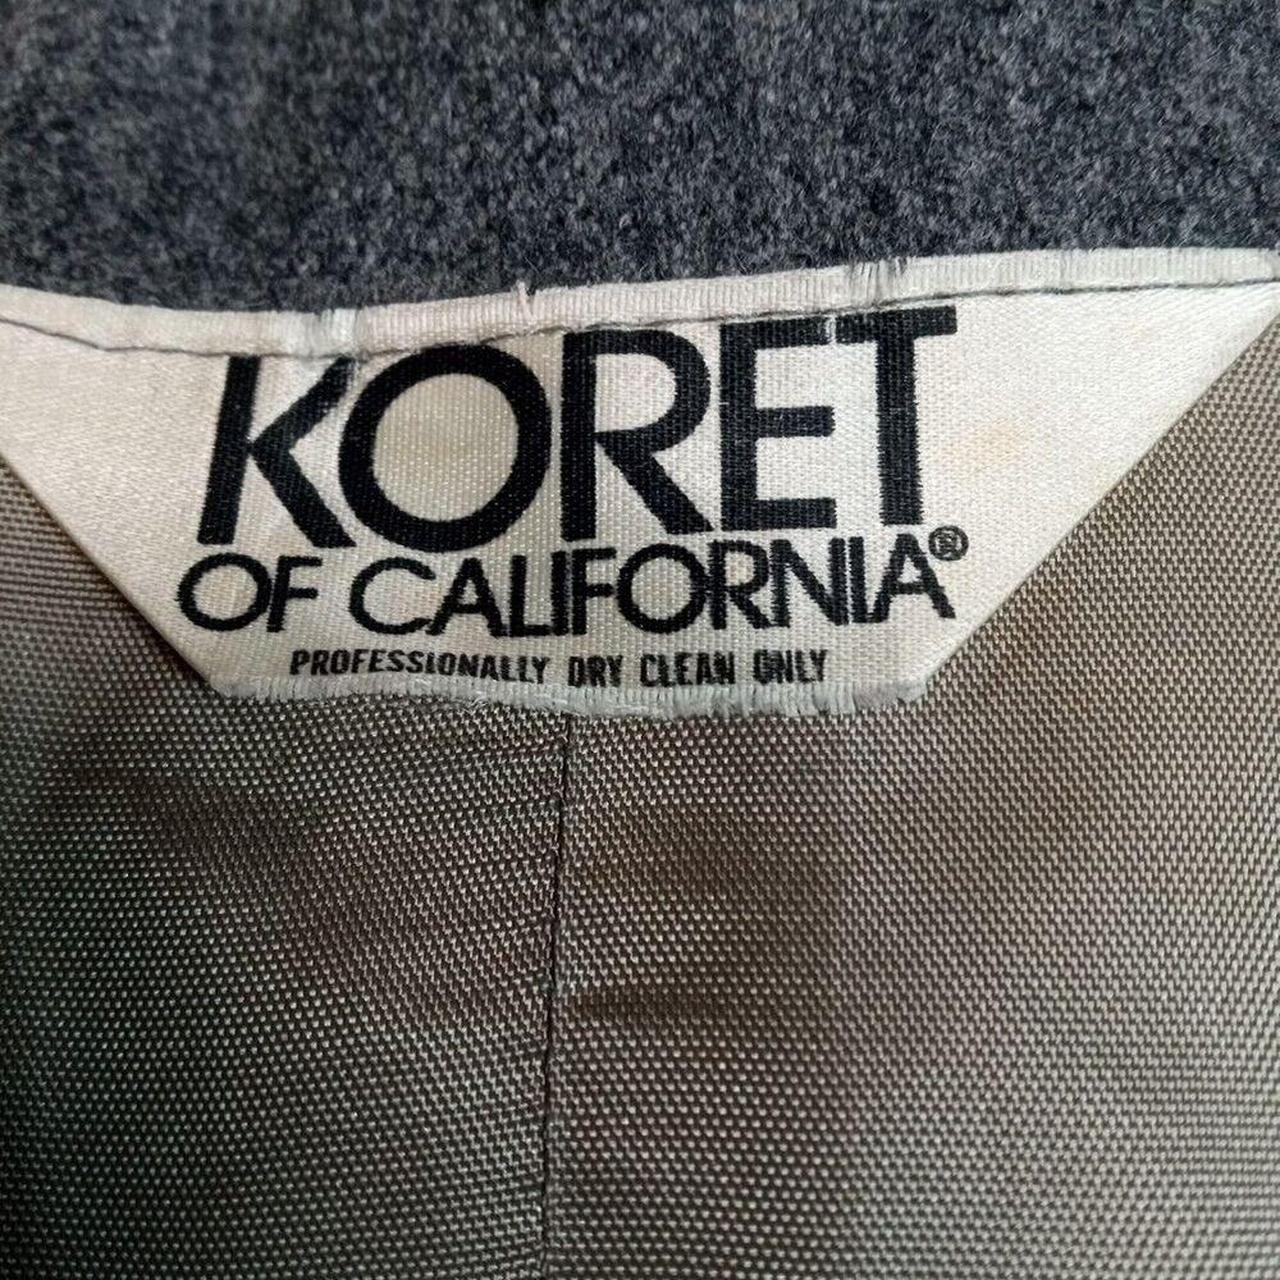 KORET
OF CALIFORNIA®
PROFESSIONALLY DRY CLEAN ONLY